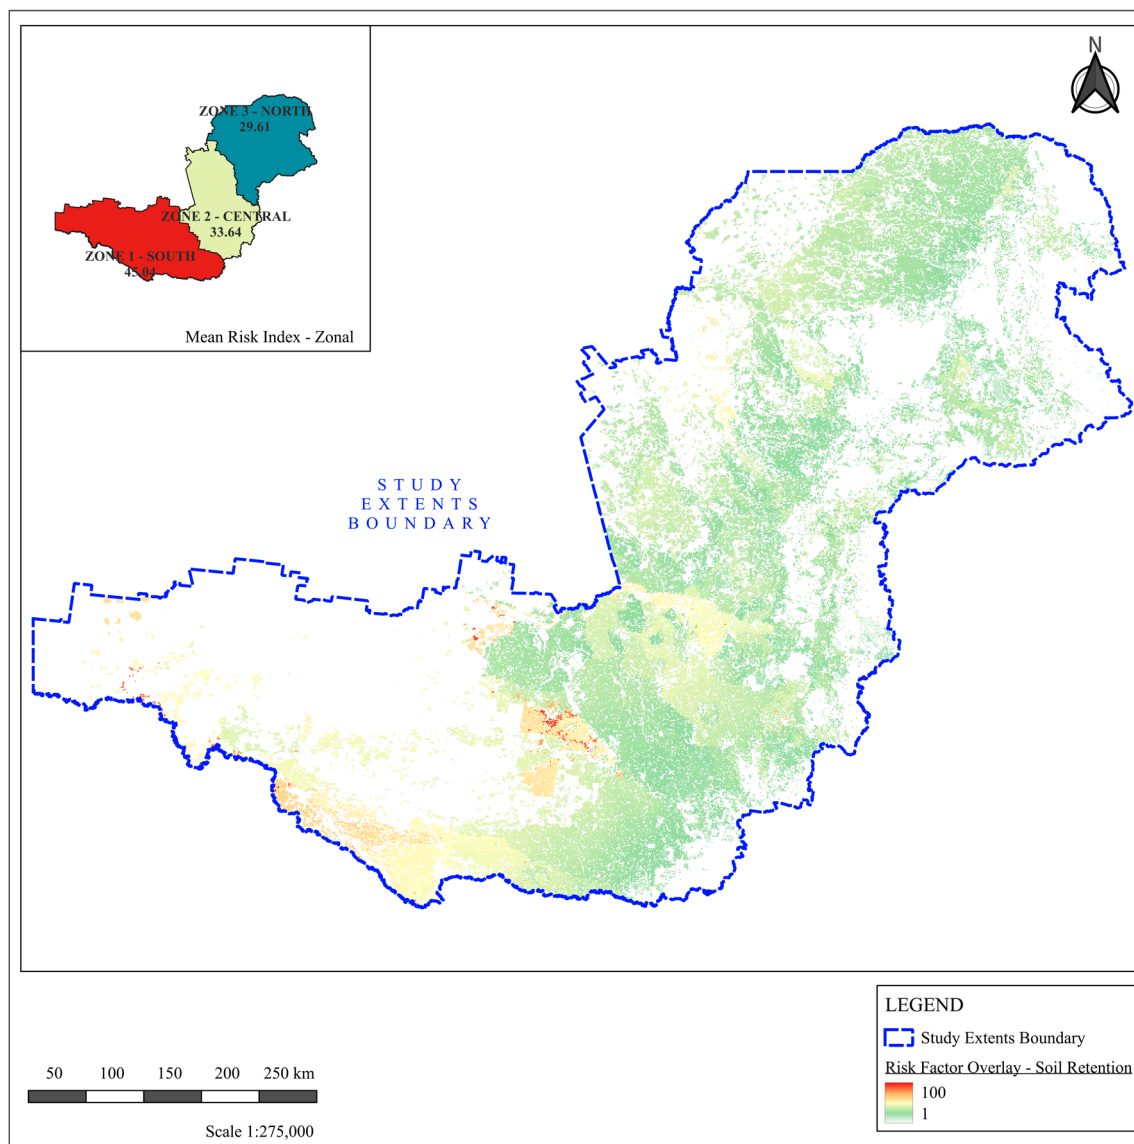 N
ZONE 3 - NORTH
29.61
ZONE 2 - CENTRAL
33.64
ZONE 1 - SOUTH
45.04
Mean Risk Index - Zonal
STUDY
EXTENTS
BOUNDARY
LEGEND
Study Extents Boundary
Risk Factor Overlay - Soil Retention
100
1
50 100 150 200 250 km
Scale 1:275,000